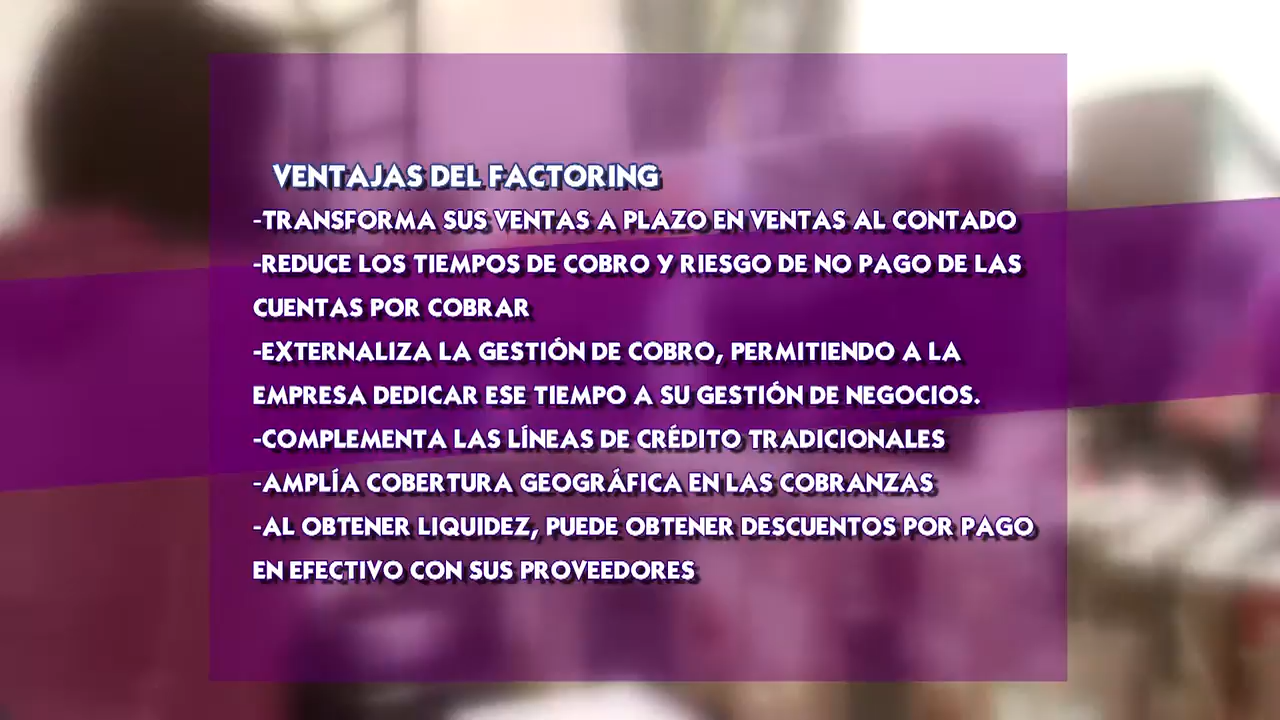 VENTAJAS DEL FACTORING
-TRANSFORMA SUS VENTAS A PLAZO EN VENTAS AL CONTADO
-REDUCE LOS TIEMPOS DE COBRO Y RIESGO DE NO PAGO DE LAS
CUENTAS POR COBRAR
-EXTERNALIZA LA GESTIÓN DE COBRO, PERMITIENDO A LA
EMPRESA DEDICAR ESE TIEMPO A SU GESTIÓN DE NEGOCIOS.
-COMPLEMENTA LAS LÍNEAS DE CRÉDITO TRADICIONALES
-AMPLÍA COBERTURA GEOGRÁFICA EN LAS COBRANZAS
-AL OBTENER LIQUIDEZ, PUEDE OBTENER DESCUENTOS POR PAGO
EN EFECTIVO CON SUS PROVEEDORES